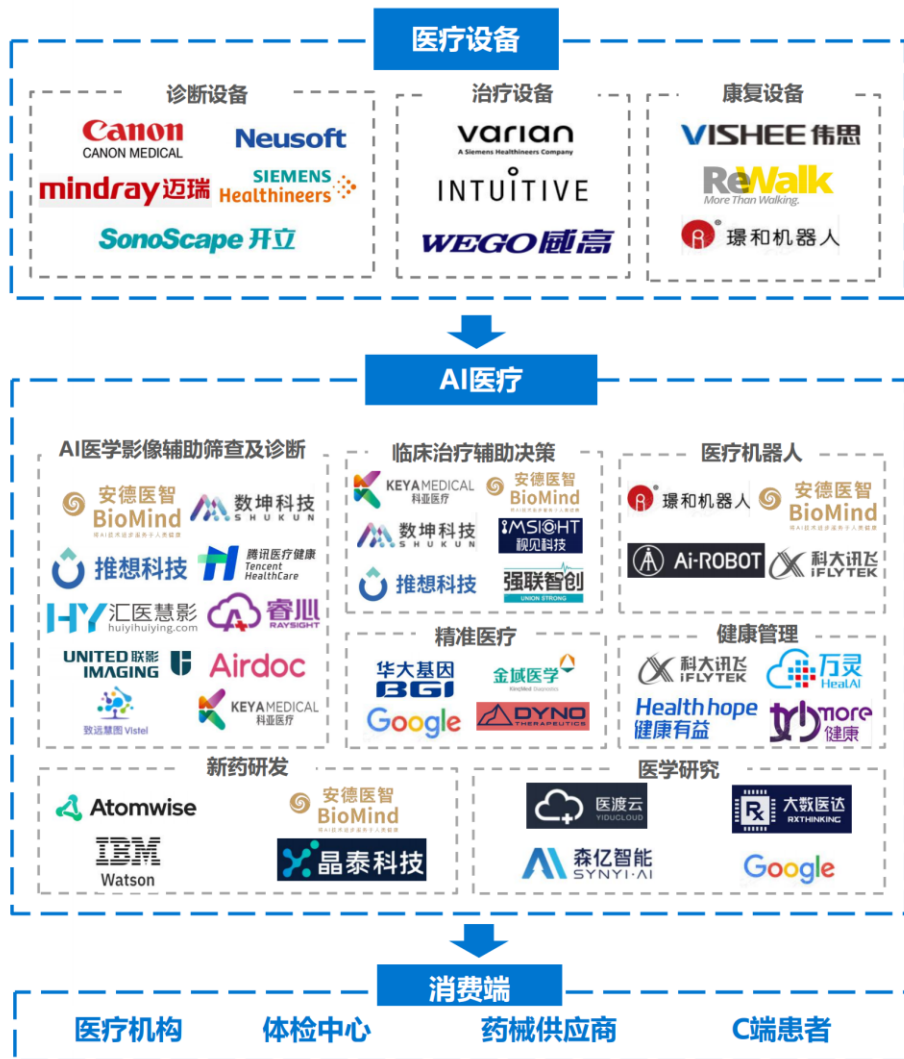 医疗设备
诊断设备
Canon
CANON MEDICAL
Neusoft
mindray 迈瑞
SIEMENS
Healthineers
SonoScape 开立
治疗设备
varian
A Siemens Healthineers Company
INTUITIVE
WEGO 威高
康复设备
VISHEE 伟思
ReWalk
More Than Walking.
璟和机器人
AI医疗
AI医学影像辅助筛查及诊断
安德医智
BioMind
数坤科技
SHUKUN
推想科技
腾讯医疗健康
Tencent
HealthCare
HY 汇医慧影
huiyihuiying.com
睿心
RAYSIGHT
UNITED 联影
IMAGING
Airdoc
致远慧图 Vistel
KEYAMEDICAL
科亚医疗
临床治疗辅助决策
KEYAMEDICAL
科亚医疗
安德医智
BioMind
数坤科技
SHUKUN
IMSIGHT
视见科技
推想科技
强联智创
UNION STRONG
医疗机器人
璟和机器人
安德医智
BioMind
Ai-ROBOT
科大讯飞
iFLYTEK
精准医疗
华大基因
BGI
金域医学
KingMed Diagnostics
Google
DYNO
THERAPEUTICS
健康管理
科大讯飞
iFLYTEK
万灵
HealAI
Health hope
健康有益
妙more
健康
新药研发
Atomwise
安德医智
BioMind
IBM
Watson
晶泰科技
医学研究
医渡云
YIDUCLOUD
大数医达
RXTHINKING
森亿智能
SYNYI·AI
Google
消费端
医疗机构 体检中心 药械供应商 C端患者